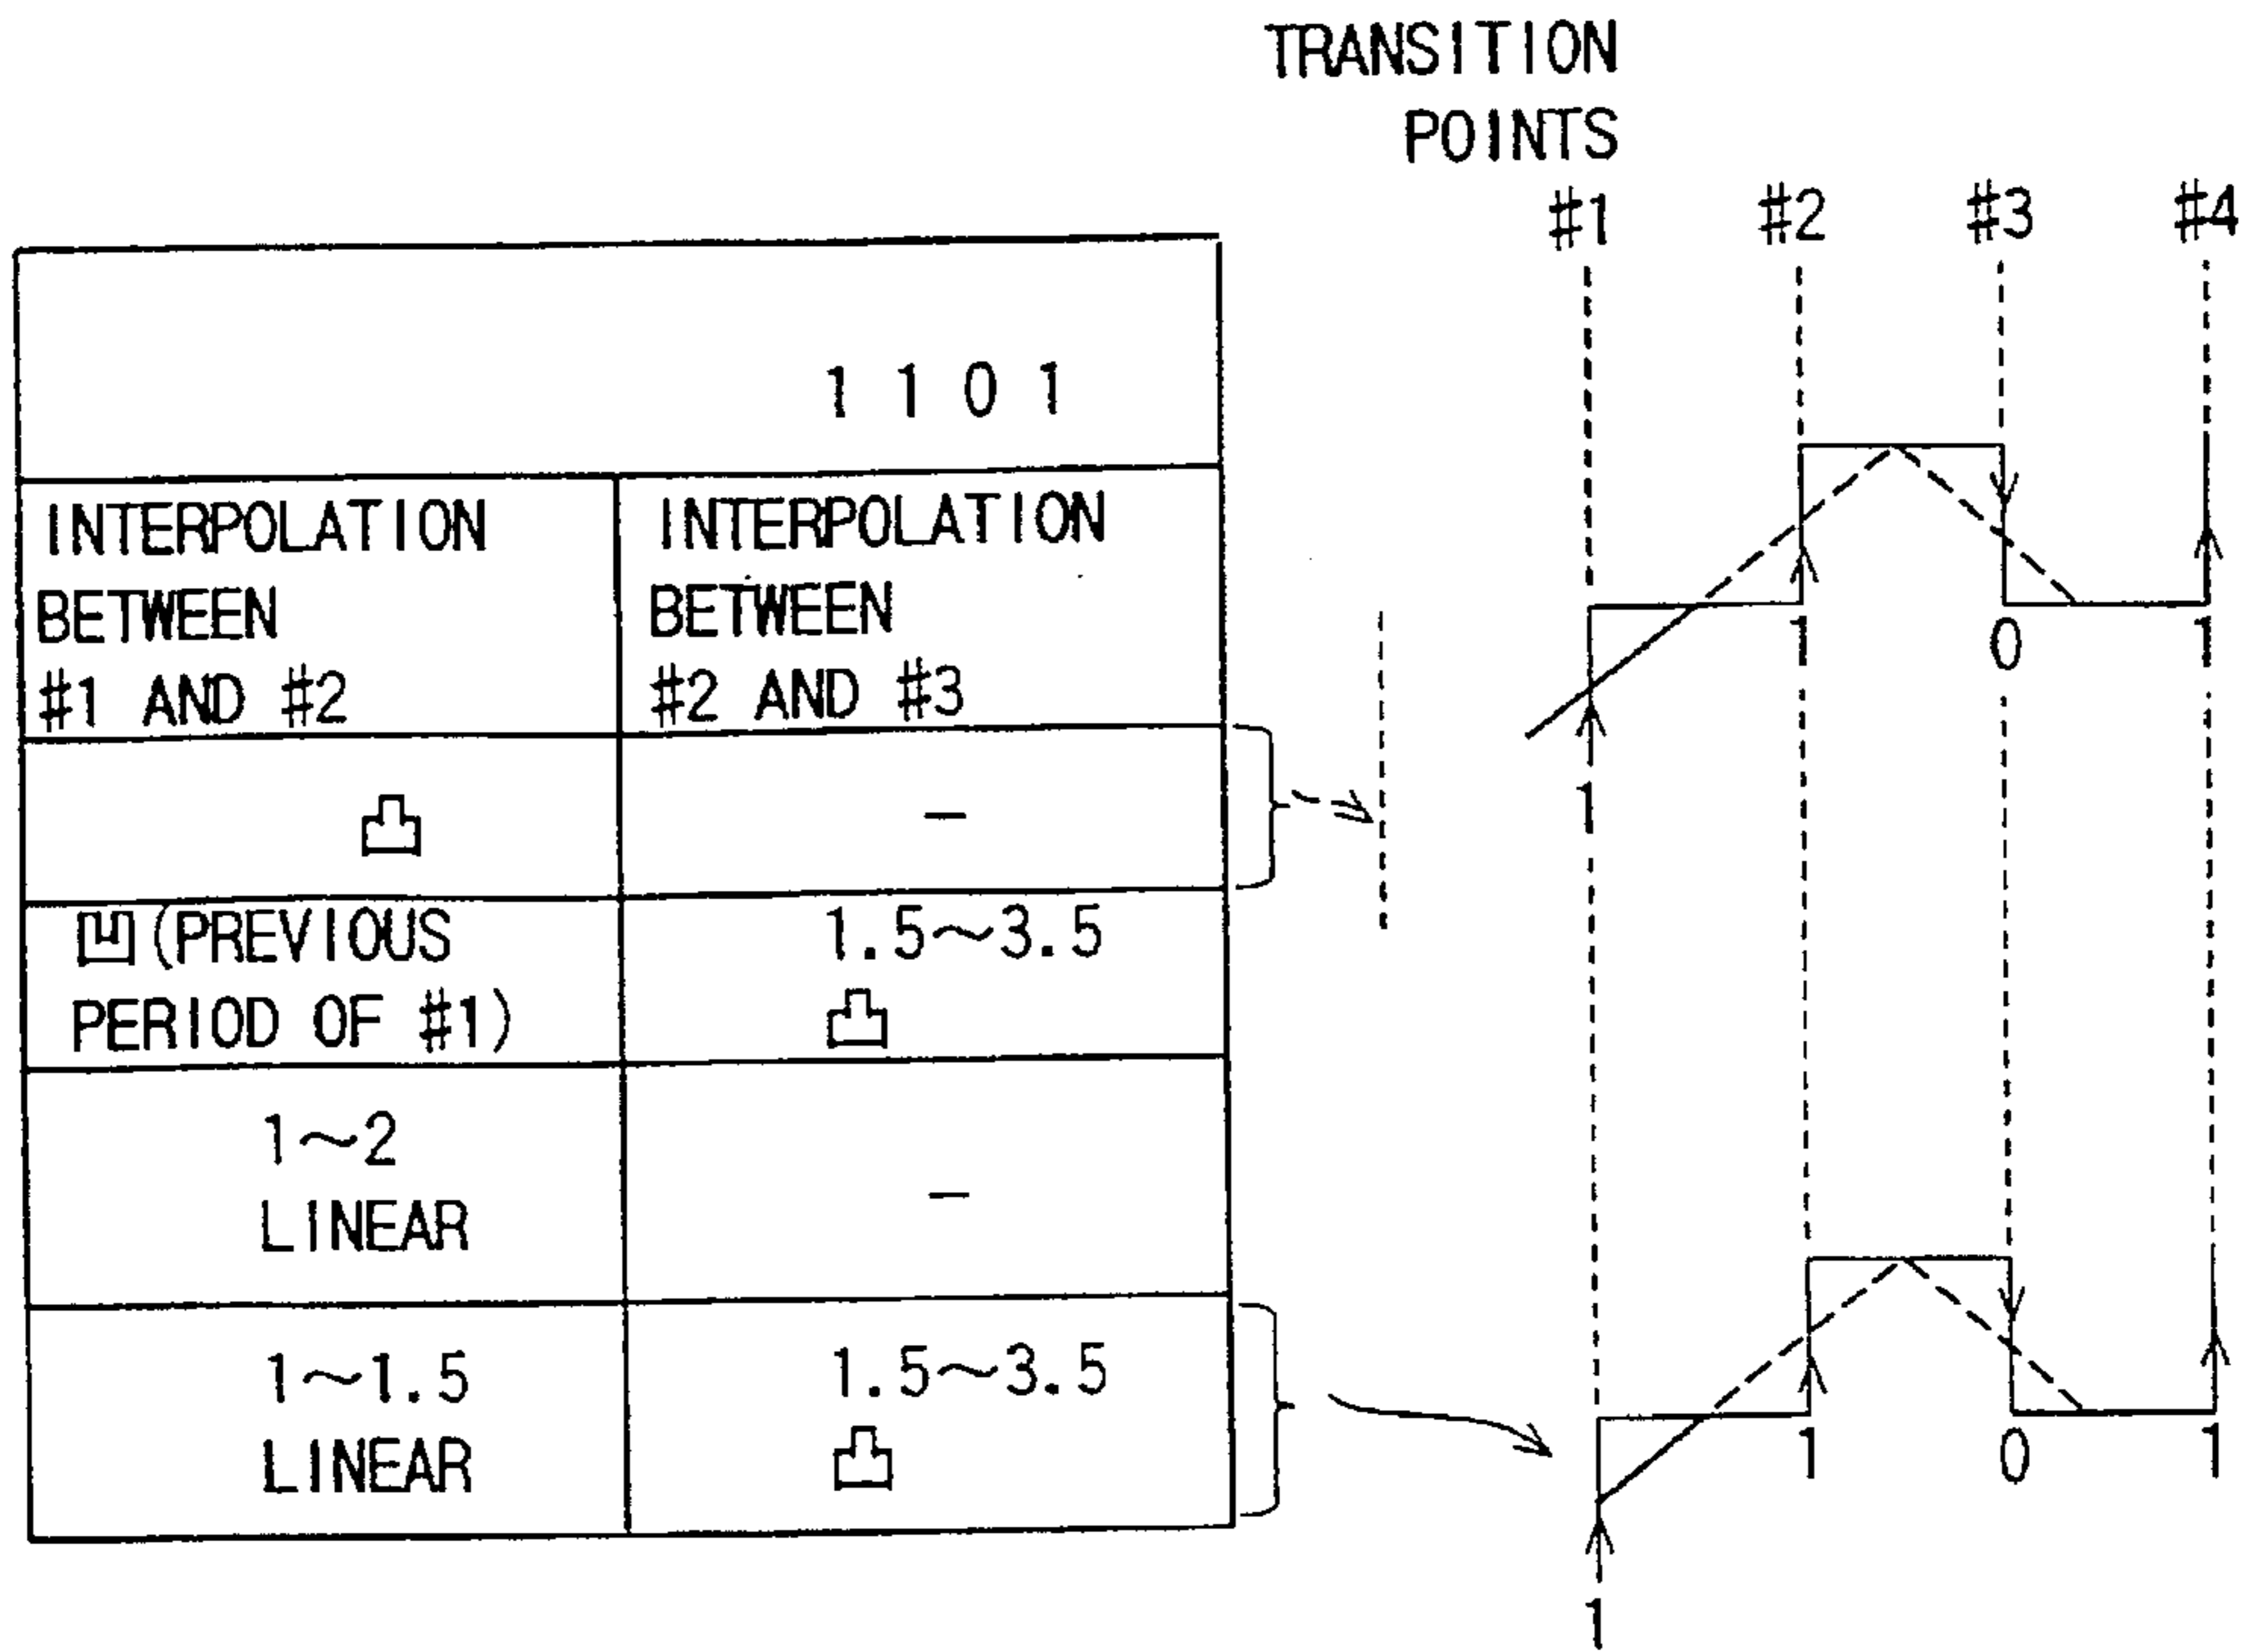 TRANSITION
POINTS
#1 #2 #3 #4
1 1 0 1
INTERPOLATION
BETWEEN
#1 AND #2
INTERPOLATION
BETWEEN
#2 AND #3
-
(PREVIOUS
PERIOD OF #1)
1.5~3.5
1~2
LINEAR
-
1~1.5
LINEAR
1.5~3.5
1 0 1
1
1 0 1
1